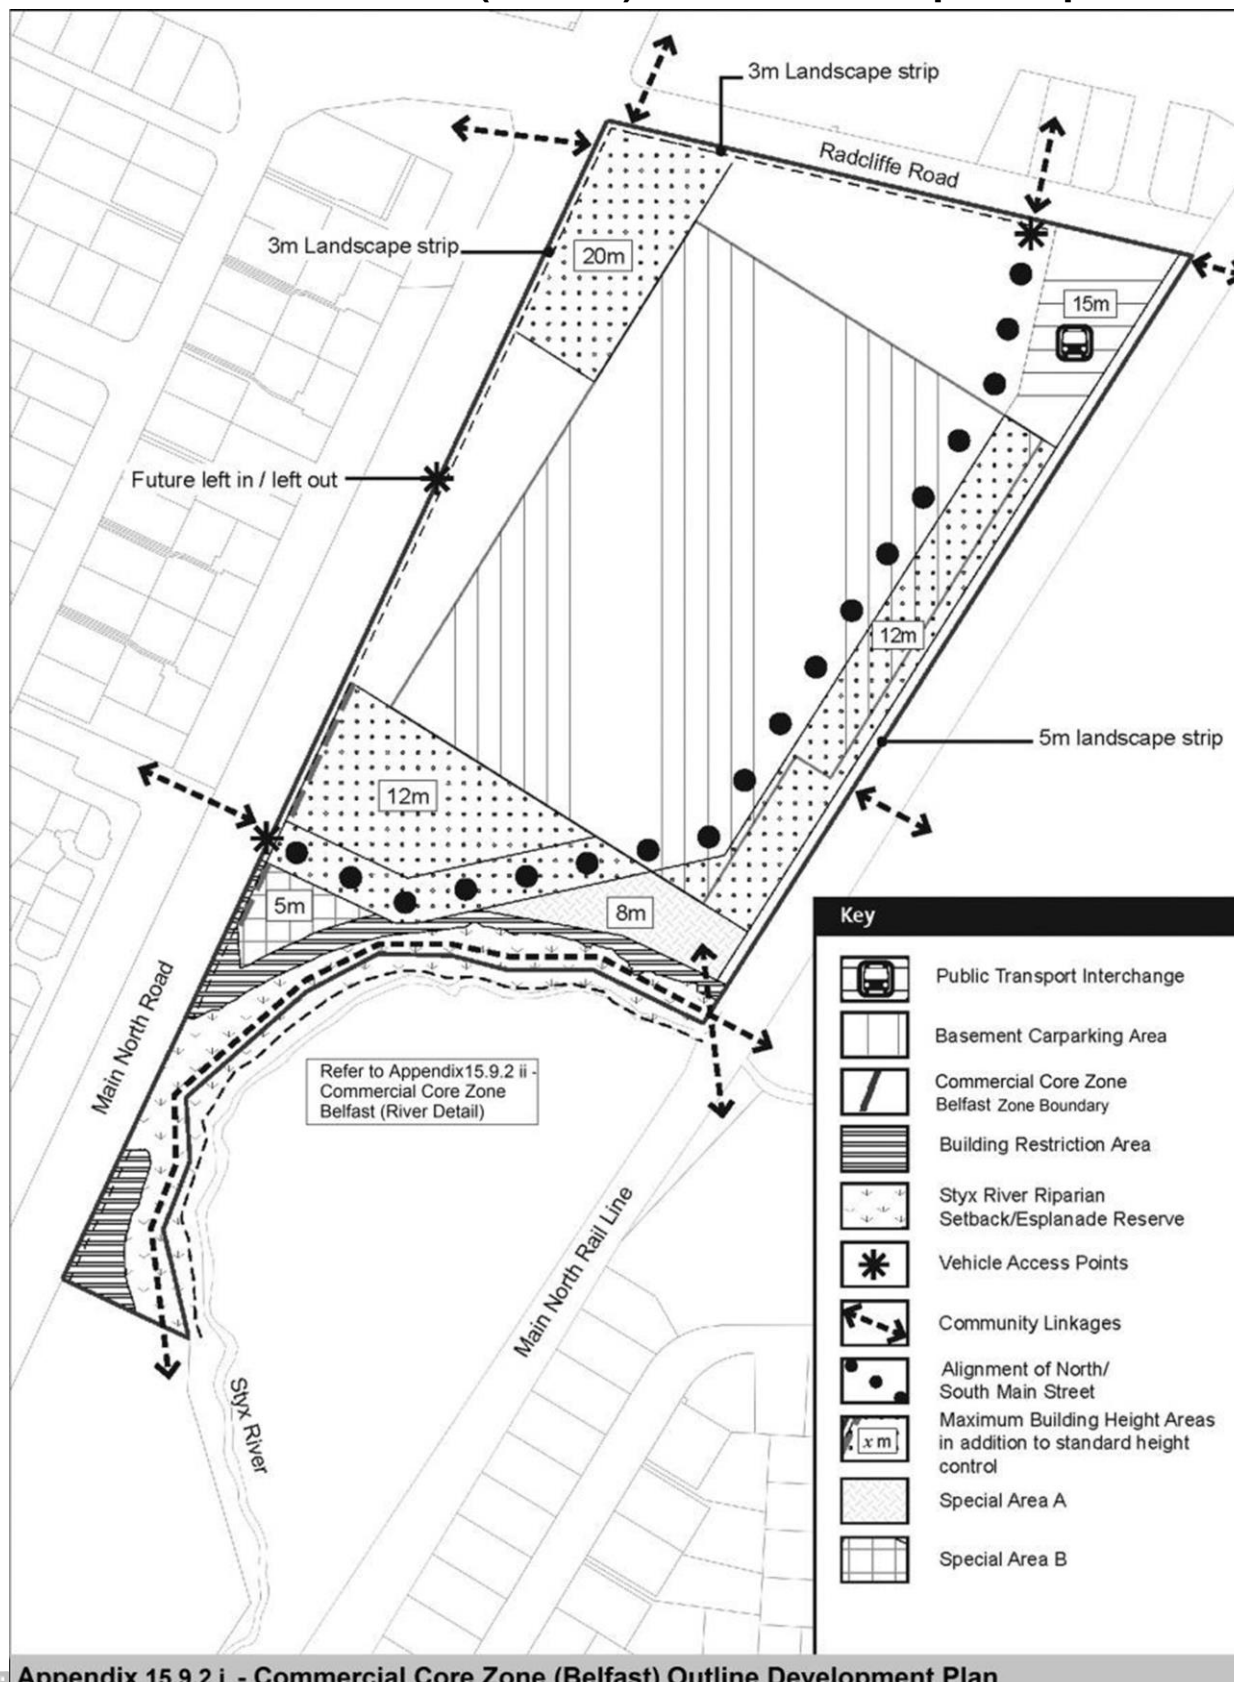 3m Landscape strip
Radcliffe Road
3m Landscape strip
20m
15m
Future left in / left out
12m
5m landscape strip
12m
5m
8m
Main North Road
Refer to Appendix15.9.2 ii -
Commercial Core Zone
Belfast (River Detail)
Main North Rail Line
Styx River
Key
Public Transport Interchange
Basement Carparking Area
Commercial Core Zone
Belfast Zone Boundary
Building Restriction Area
Styx River Riparian
Setback/Esplanade Reserve
Vehicle Access Points
Community Linkages
Alignment of North/
South Main Street
x m
Maximum Building Height Areas
in addition to standard height
control
Special Area A
Special Area B
Appendix 15.9.2 i - Commercial Core Zone (Belfast) Outline Development Plan